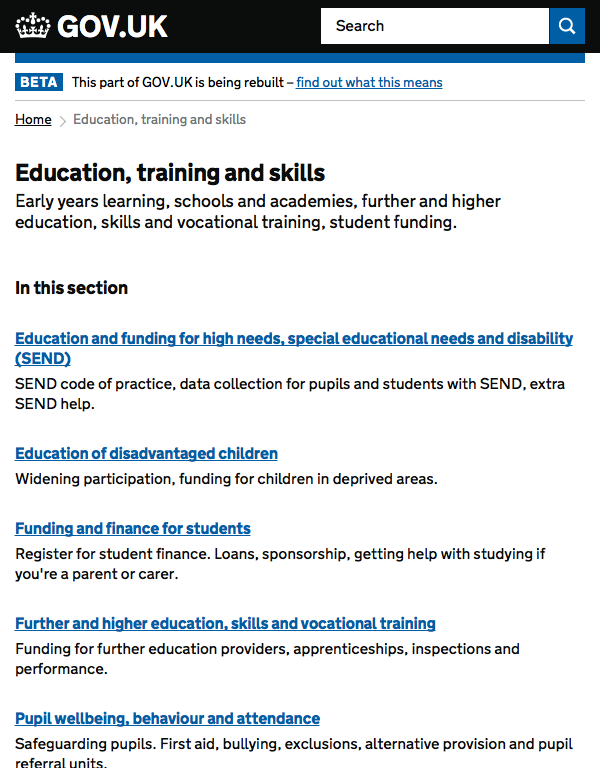 GOV.UK
Search
BETA This part of GOV.UK is being rebuilt – find out what this means
Home > Education, training and skills
Education, training and skills
Early years learning, schools and academies, further and higher
education, skills and vocational training, student funding.
In this section
Education and funding for high needs, special educational needs and disability
(SEND)
SEND code of practice, data collection for pupils and students with SEND, extra
SEND help.
Education of disadvantaged children
Widening participation, funding for children in deprived areas.
Funding and finance for students
Register for student finance. Loans, sponsorship, getting help with studying if
you're a parent or carer.
Further and higher education, skills and vocational training
Funding for further education providers, apprenticeships, inspections and
performance.
Pupil wellbeing, behaviour and attendance
Safeguarding pupils. First aid, bullying, exclusions, alternative provision and pupil
referral units.